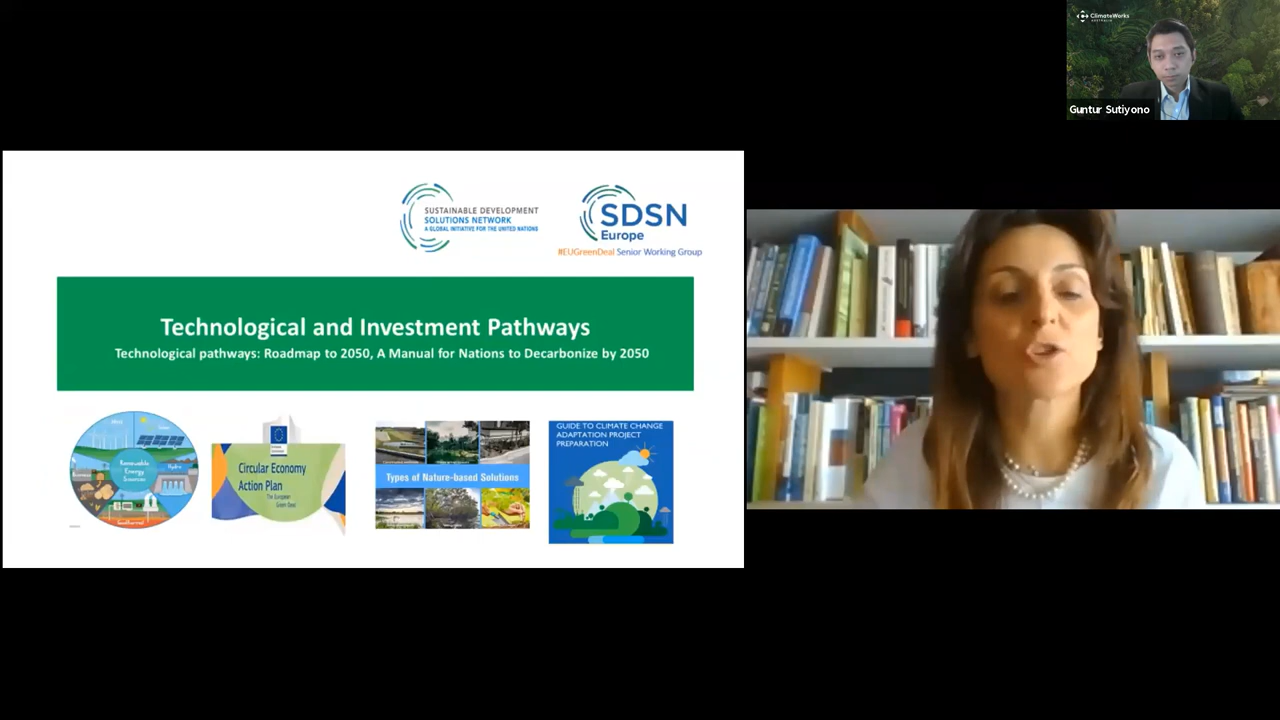 ClimateWorks
AUSTRALIA
Guntur Sutiyono
SUSTAINABLE DEVELOPMENT
SOLUTIONS NETWORK
A GLOBAL INITIATIVE FOR THE UNITED NATIONS
SDSN
Europe
#EUGreenDeal Senior Working Group
Technological and Investment Pathways
Technological pathways: Roadmap to 2050, A Manual for Nations to Decarbonize by 2050
Wind
Solar
Renewable
Energy
Sources
Hydro
Geothermal
Circular Economy
Action Plan
The European
Green Deal
Types of Nature-based Solutions
GUIDE TO CLIMATE CHANGE
ADAPTATION PROJECT
PREPARATION